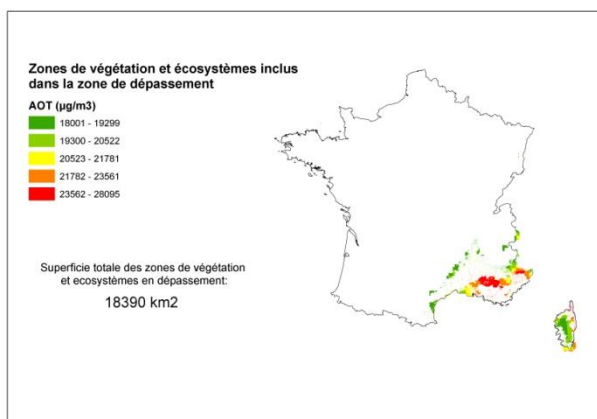 Zones de végétation et écosystèmes inclus
dans la zone de dépassement
AOT (µg/m3)
18001 - 19299
19300 - 20522
20523 - 21781
21782 - 23561
23562 - 28095
Superficie totale des zones de végétation
et ecosystèmes en dépassement:
18390 km2